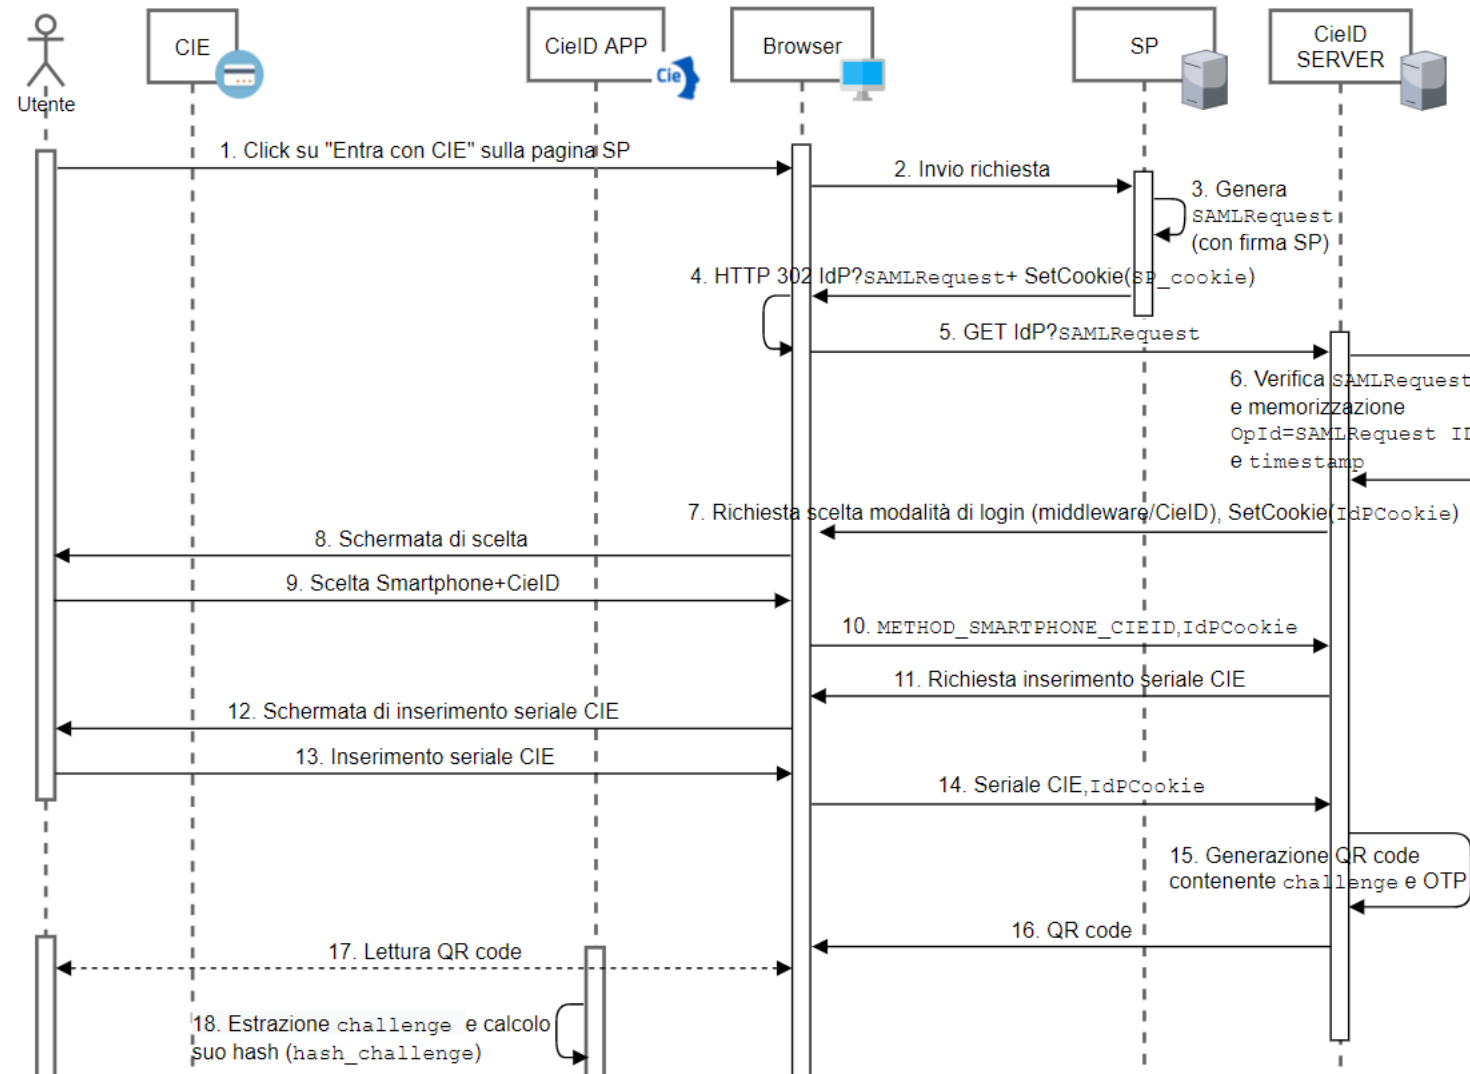 Utente
CIE
CieID APP
Cie
Browser
SP
CieID
SERVER
1. Click su "Entra con CIE" sulla pagina SP
2. Invio richiesta
3. Genera
SAMLRequest
(con firma SP)
4. HTTP 302 IdP?SAMLRequest+ SetCookie(SP_cookie)
5. GET IdP?SAMLRequest
6. Verifica SAMLRequest
e memorizzazione
OpId=SAMLRequest ID
e timestamp
7. Richiesta scelta modalità di login (middleware/CieID), SetCookie(IdPCookie)
8. Schermata di scelta
9. Scelta Smartphone+CieID
10. METHOD_SMARTPHONE_CIEID,IdPCookie
11. Richiesta inserimento seriale CIE
12. Schermata di inserimento seriale CIE
13. Inserimento seriale CIE
14. Seriale CIE,IdPCookie
15. Generazione QR code
contenente challenge e OTP
16. QR code
17. Lettura QR code
18. Estrazione challenge e calcolo
suo hash (hash_challenge)